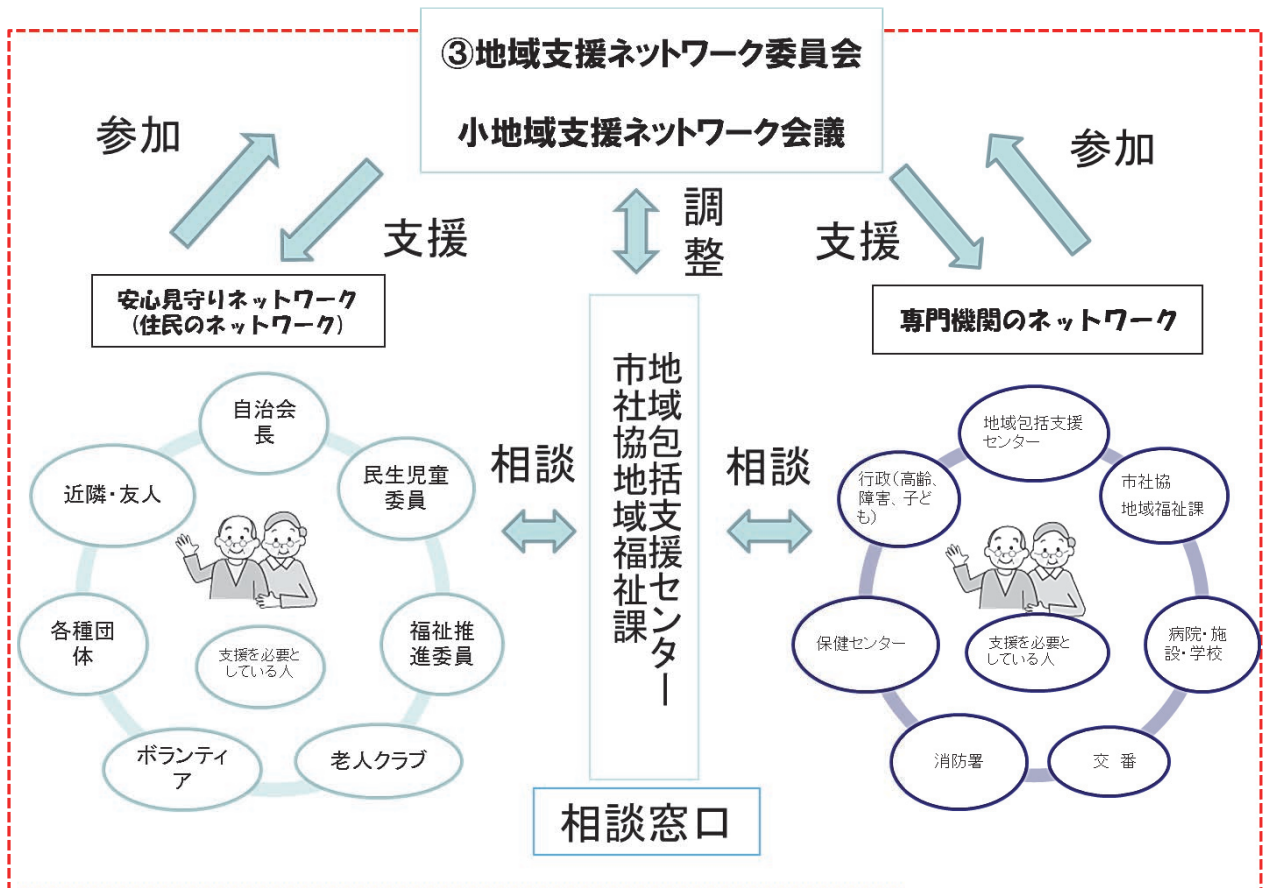 ③地域支援ネットワーク委員会
小地域支援ネットワーク会議
参加
支援
調整
支援
参加
安心見守りネットワーク
(住民のネットワーク)
専門機関のネットワーク
地域包括支援センター
市社協地域福祉課
相談
相談
自治会
長
民生児童
委員
福祉推
進委員
老人クラブ
ボランティ
ア
各種団
体
近隣・友人
支援を必要と
している人
地域包括支援
センター
市社協
地域福祉課
病院・施
設・学校
交 番
消防署
保健センター
行政(高齢、
障害、子ど
も)
支援を必要と
している人
相談窓口